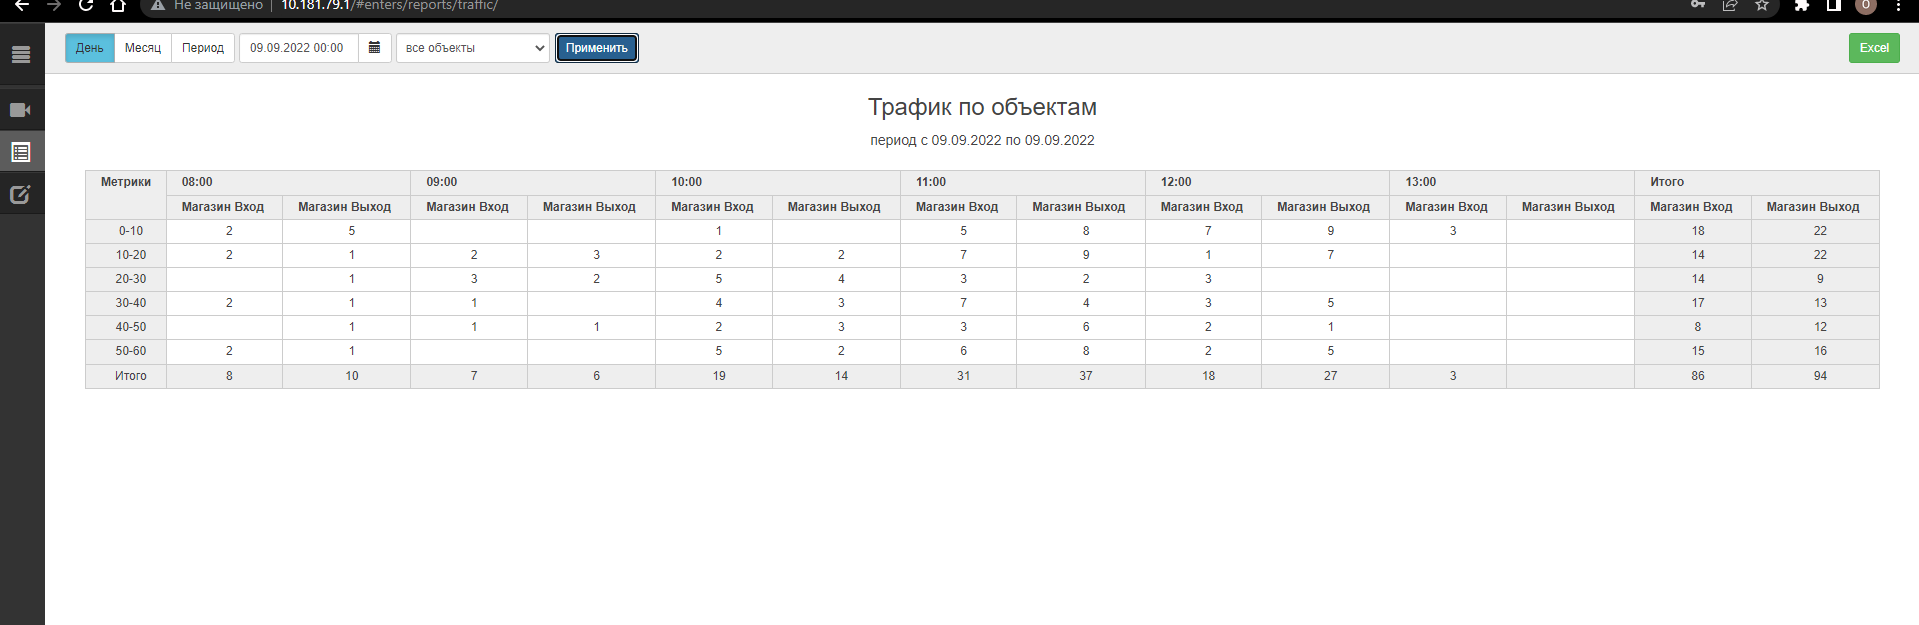 Не защищено | 10.181.79.1/#enters/reports/traffic/ О
День Месяц Период 09.09.2022 00:00 все объекты Применить Excel
Трафик по объектам
период с 09.09.2022 по 09.09.2022
Метрики 08:00 09:00 10:00 11:00 12:00 13:00 Итого
Магазин Вход Магазин Выход Магазин Вход Магазин Выход Магазин Вход Магазин Выход Магазин Вход Магазин Выход Магазин Вход Магазин Выход Магазин Вход Магазин Выход Магазин Вход Магазин Выход
0-10 2 5 1 5 8 7 9 3 18 22
10-20 2 1 2 3 2 2 7 9 1 7 14 22
20-30 1 3 2 5 4 3 2 3 14 9
30-40 2 1 1 4 3 7 4 3 5 17 13
40-50 1 1 1 2 3 3 6 2 1 8 12
50-60 2 1 5 2 6 8 2 5 15 16
Итого 8 10 7 6 19 14 31 37 18 27 3 86 94